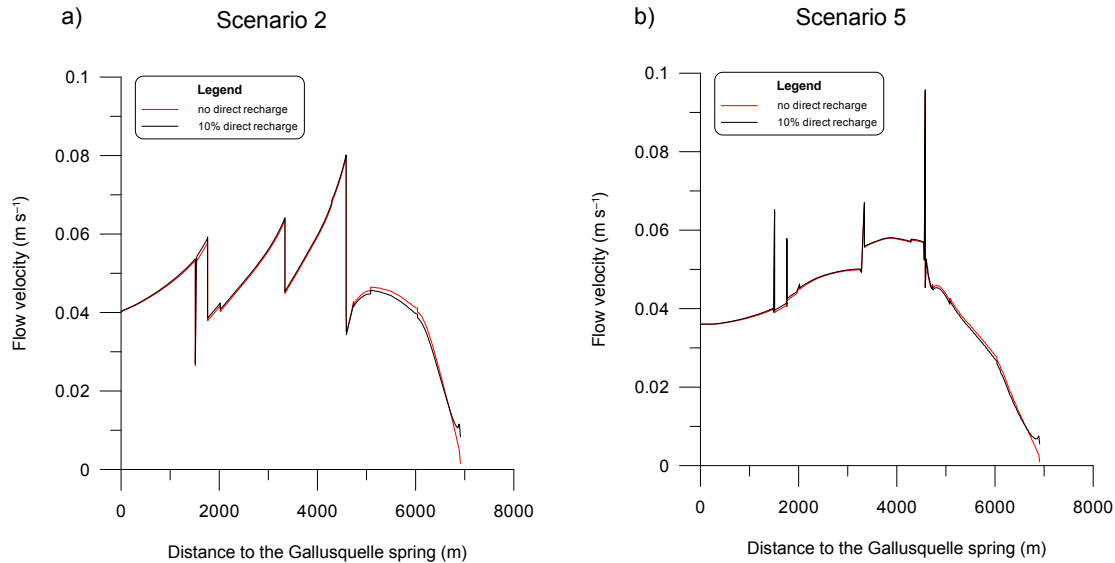 a) Scenario 2
Legend
no direct recharge
10% direct recharge
0.1
0.08
0.06
0.04
0.02
0
Flow velocity (m s⁻¹)
0 2000 4000 6000 8000
Distance to the Gallusquelle spring (m)
b) Scenario 5
Legend
no direct recharge
10% direct recharge
0.1
0.08
0.06
0.04
0.02
0
Flow velocity (m s⁻¹)
0 2000 4000 6000 8000
Distance to the Gallusquelle spring (m)